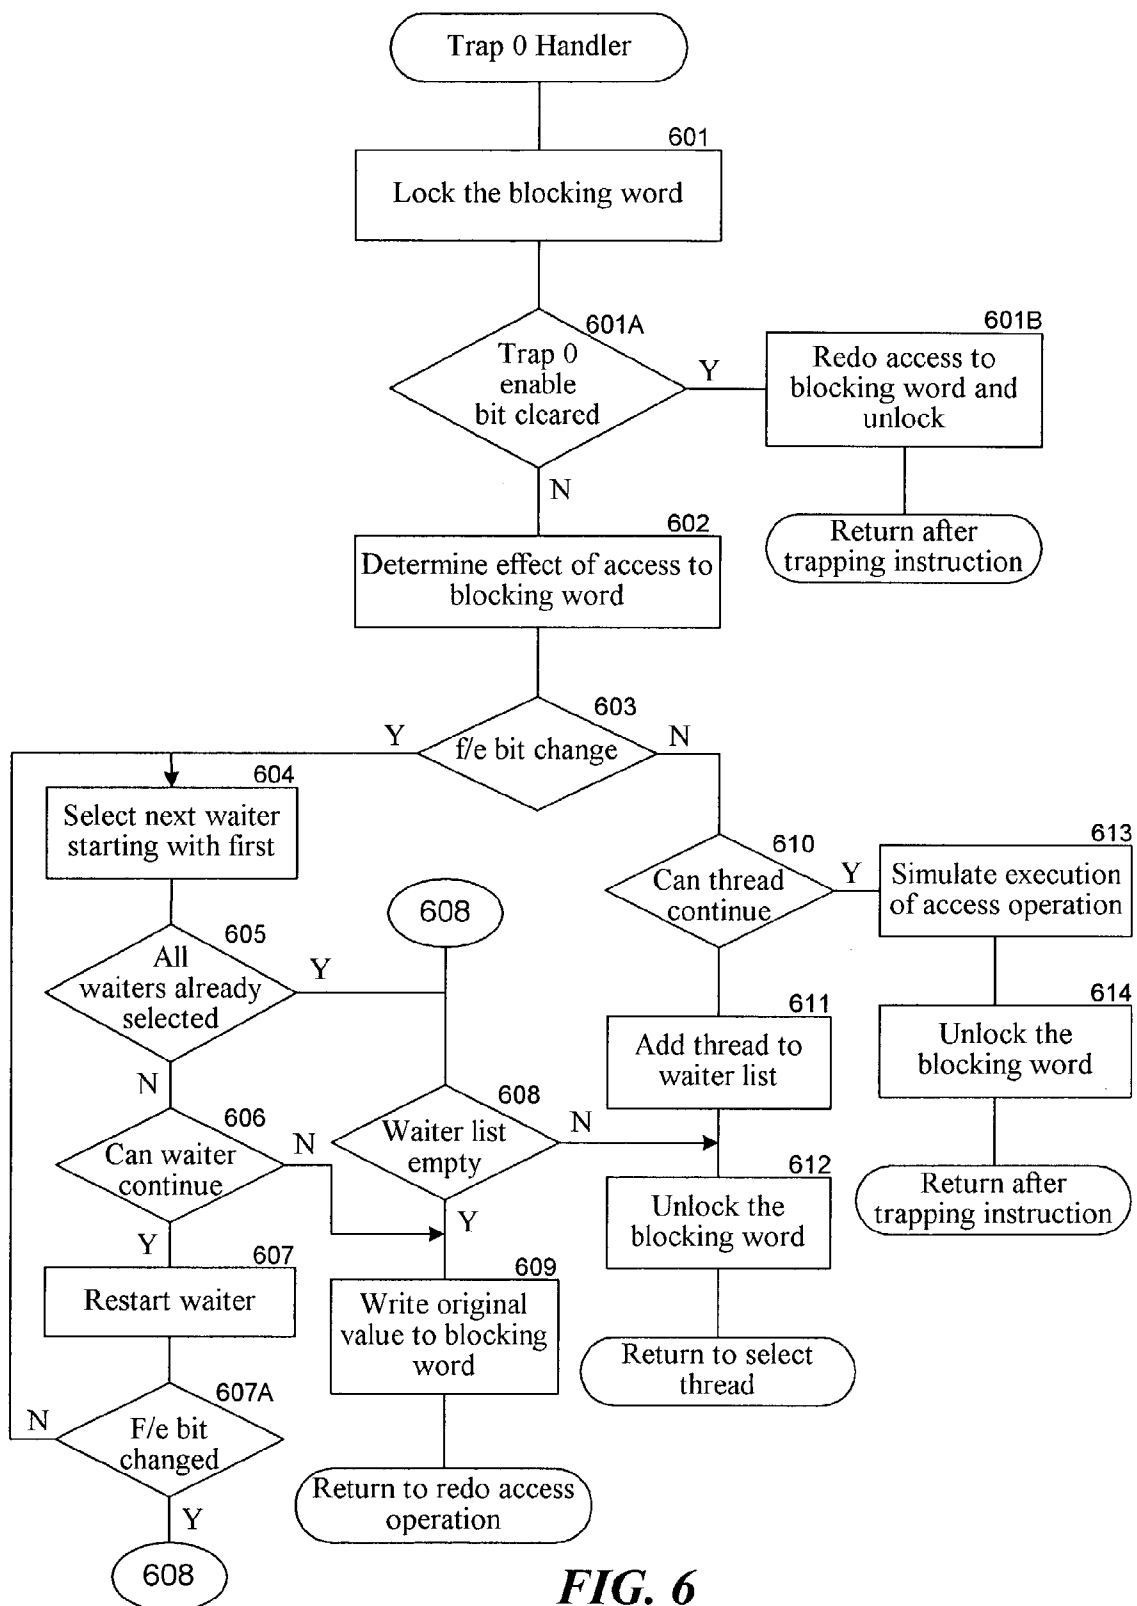 Trap 0 Handler
601
Lock the blocking word
601A
Trap 0
enable
bit cleared
Y
N
601B
Redo access to
blocking word and
unlock
Return after
trapping instruction
602
Determine effect of access to
blocking word
603
f/e bit change
Y
N
604
Select next waiter
starting with first
605
All
waiters already
selected
Y
N
608
606
Can waiter
continue
N
Y
607
Restart waiter
607A
F/e bit
changed
N
Y
608
608
Waiter list
empty
N
Y
609
Write original
value to blocking
word
Return to redo access
operation
610
Can thread
continue
Y
611
Add thread to
waiter list
612
Unlock the
blocking word
Return to select
thread
613
Simulate execution
of access operation
614
Unlock the
blocking word
Return after
trapping instruction
FIG. 6